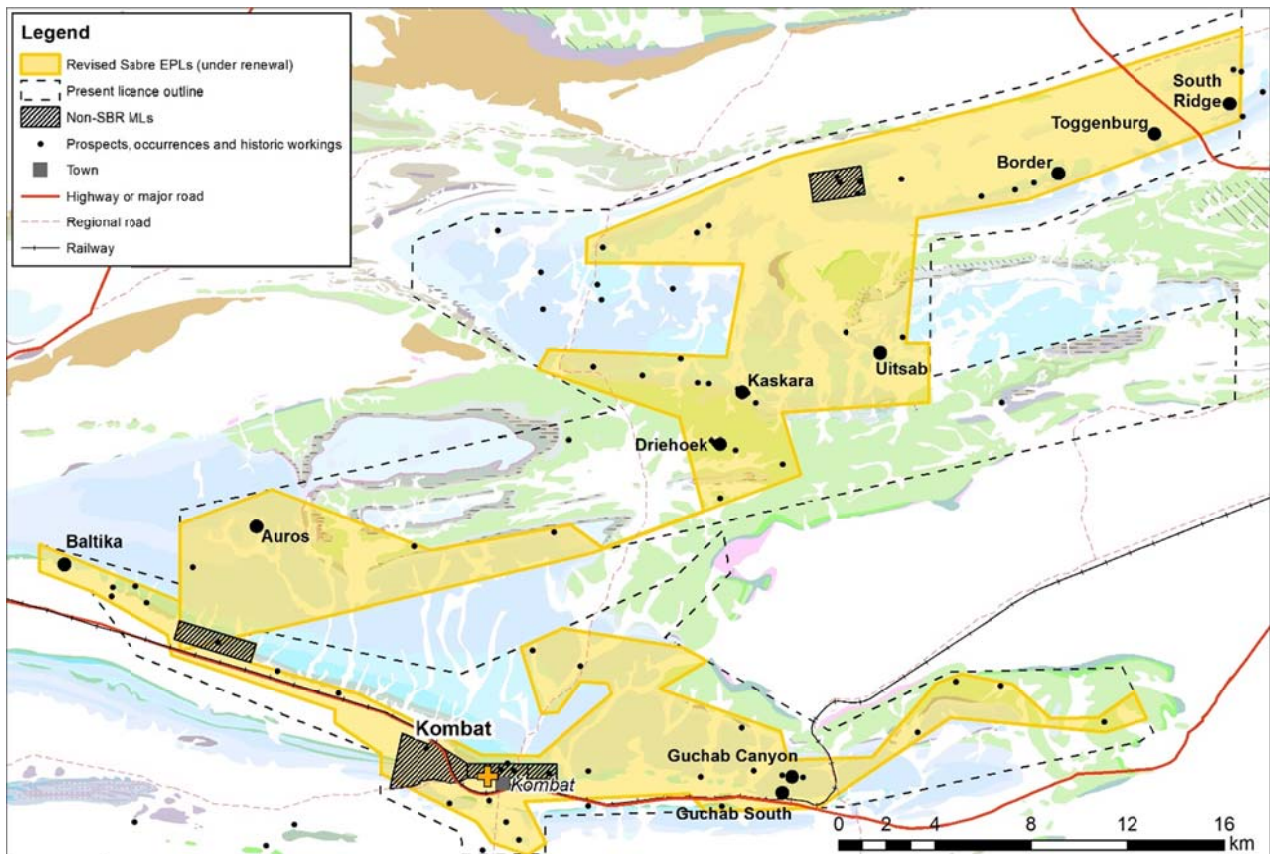 Legend
Revised Sabre EPLs (under renewal)
Present licence outline
Non-SBR MLs
Prospects, occurrences and historic workings
Town
Highway or major road
Regional road
Railway
South
Ridge
Toggenburg
Border
Uitsab
Kaskara
Driehoek
Auros
Baltika
Kombat
Kombat
Guchab Canyon
Guchab South
0 2 4 8 12 16
km